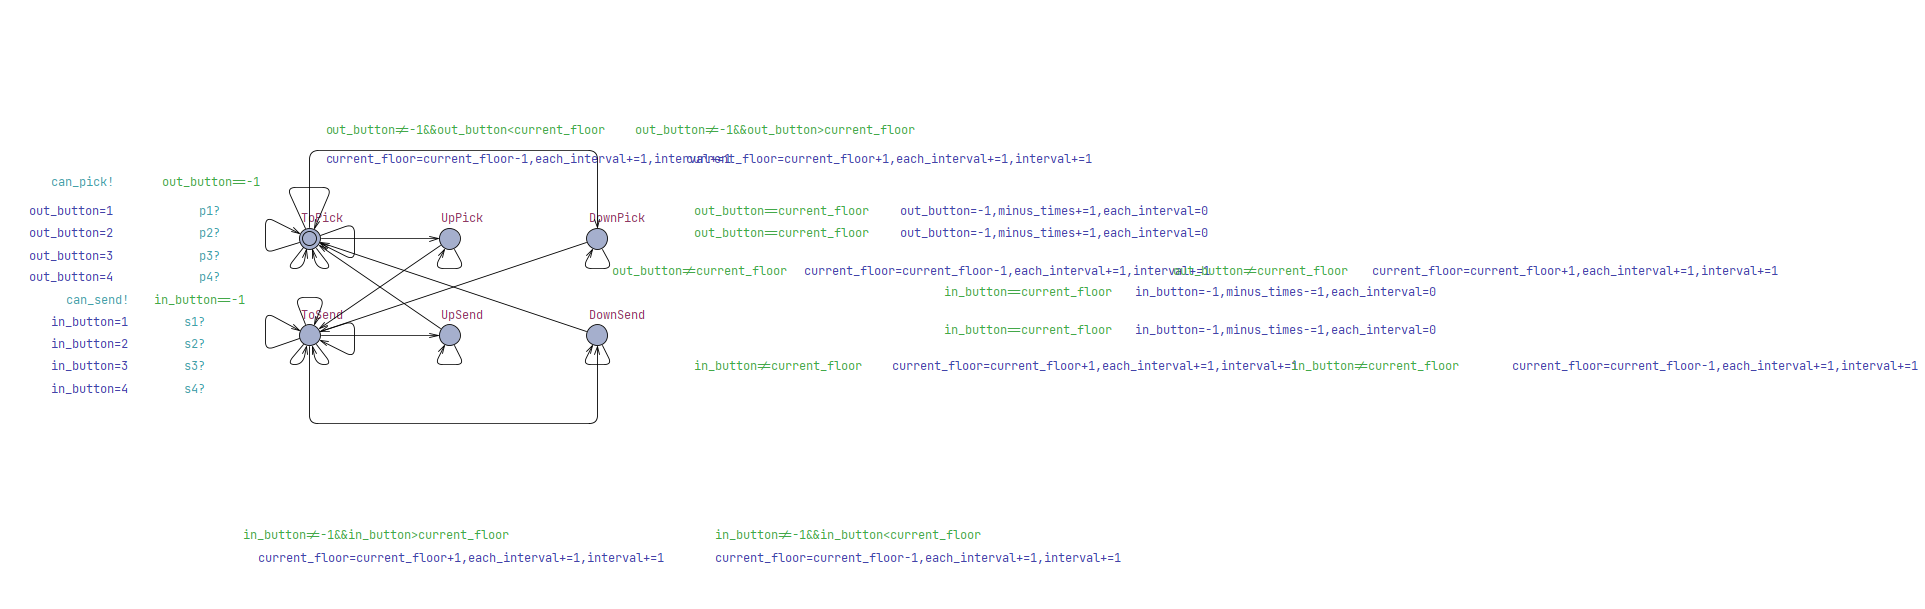 out_button≠-1&&out_button<current_floor out_button≠-1&&out_button>current_floor
current_floor=current_floor-1,each_interval+=1,interval+=1 current_floor=current_floor+1,each_interval+=1,interval+=1
can_pick! out_button==-1
out_button=1 p1? out_button==current_floor out_button=-1,minus_times+=1,each_interval=0
ToPick UpPick DownPick
out_button=2 p2? out_button==current_floor out_button=-1,minus_times+=1,each_interval=0
out_button=3 p3?
out_button≠current_floor current_floor=current_floor-1,each_interval+=1,interval+=1 out_button≠current_floor current_floor=current_floor+1,each_interval+=1,interval+=1
out_button=4 p4?
in_button==current_floor in_button=-1,minus_times-=1,each_interval=0
can_send! in_button==-1
ToSend UpSend DownSend
in_button=1 s1?
in_button==current_floor in_button=-1,minus_times-=1,each_interval=0
in_button=2 s2?
in_button=3 s3? in_button≠current_floor current_floor=current_floor+1,each_interval+=1,interval+=1 in_button≠current_floor current_floor=current_floor-1,each_interval+=1,interval+=1
in_button=4 s4?
in_button≠-1&&in_button>current_floor in_button≠-1&&in_button<current_floor
current_floor=current_floor+1,each_interval+=1,interval+=1 current_floor=current_floor-1,each_interval+=1,interval+=1